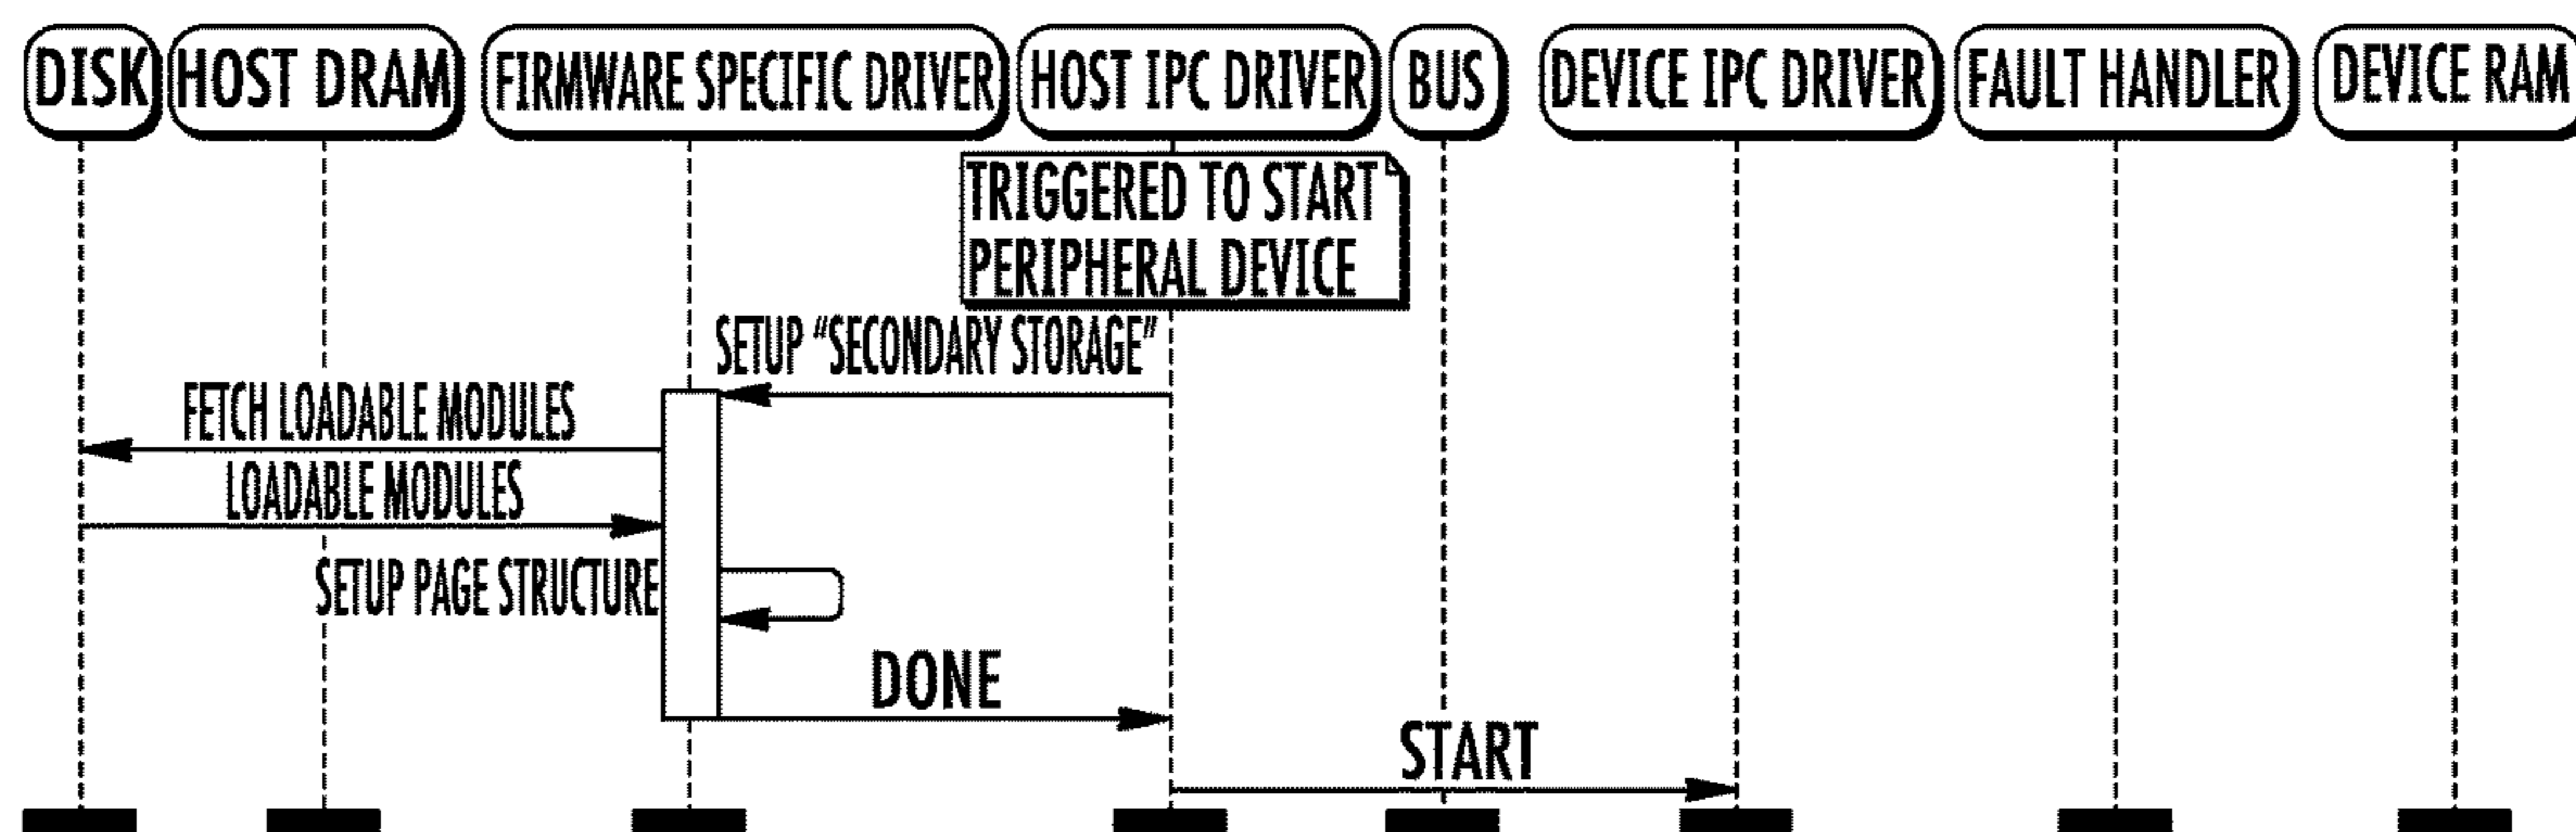 DISK HOST DRAM FIRMWARE SPECIFIC DRIVER HOST IPC DRIVER BUS DEVICE IPC DRIVER FAULT HANDLER DEVICE RAM
TRIGGERED TO START
PERIPHERAL DEVICE
SETUP “SECONDARY STORAGE”
FETCH LOADABLE MODULES
LOADABLE MODULES
SETUP PAGE STRUCTURE
DONE
START